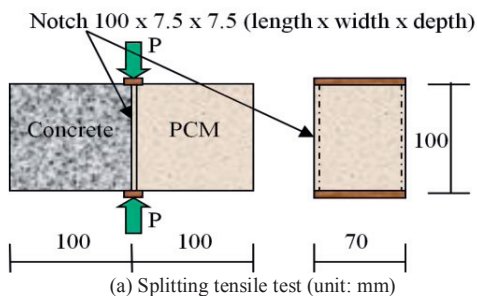 Notch 100 x 7.5 x 7.5 (length x width x depth)
P
Concrete
PCM
100
P
100
100
70
(a) Splitting tensile test (unit: mm)